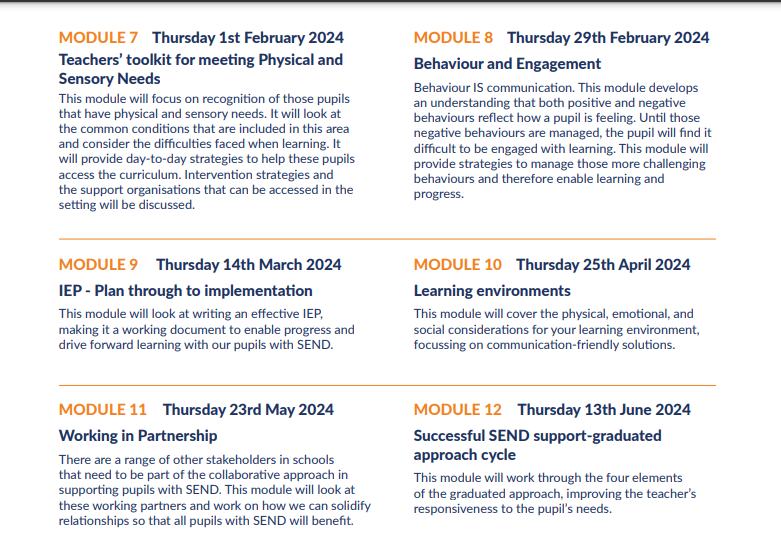 MODULE 7 Thursday 1st February 2024
Teachers’ toolkit for meeting Physical and
Sensory Needs
This module will focus on recognition of those pupils
that have physical and sensory needs. It will look at
the common conditions that are included in this area
and consider the difficulties faced when learning. It
will provide day-to-day strategies to help these pupils
access the curriculum. Intervention strategies and
the support organisations that can be accessed in the
setting will be discussed.
MODULE 8 Thursday 29th February 2024
Behaviour and Engagement
Behaviour IS communication. This module develops
an understanding that both positive and negative
behaviours reflect how a pupil is feeling. Until those
negative behaviours are managed, the pupil will find it
difficult to be engaged with learning. This module will
provide strategies to manage those more challenging
behaviours and therefore enable learning and
progress.
MODULE 9 Thursday 14th March 2024
IEP - Plan through to implementation
This module will look at writing an effective IEP,
making it a working document to enable progress and
drive forward learning with our pupils with SEND.
MODULE 10 Thursday 25th April 2024
Learning environments
This module will cover the physical, emotional, and
social considerations for your learning environment,
focussing on communication-friendly solutions.
MODULE 11 Thursday 23rd May 2024
Working in Partnership
There are a range of other stakeholders in schools
that need to be part of the collaborative approach in
supporting pupils with SEND. This module will look at
these working partners and work on how we can solidify
relationships so that all pupils with SEND will benefit.
MODULE 12 Thursday 13th June 2024
Successful SEND support-graduated
approach cycle
This module will work through the four elements
of the graduated approach, improving the teacher’s
responsiveness to the pupil’s needs.